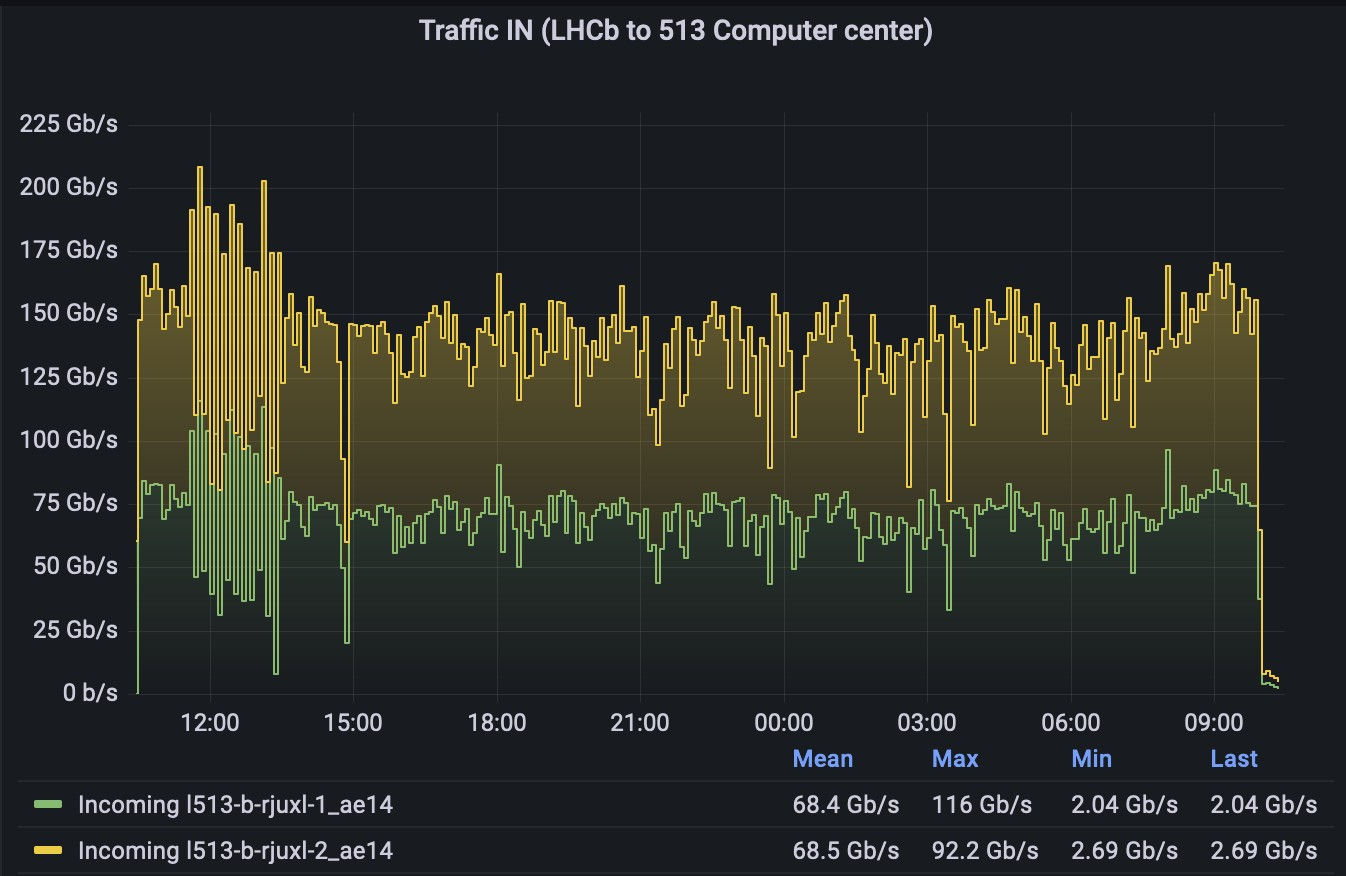 Traffic IN (LHCb to 513 Computer center)
225 Gb/s
200 Gb/s
175 Gb/s
150 Gb/s
125 Gb/s
100 Gb/s
75 Gb/s
50 Gb/s
25 Gb/s
0 b/s
12:00 15:00 18:00 21:00 00:00 03:00 06:00 09:00
Mean Max Min Last
Incoming l513-b-rjuxl-1_ae14 68.4 Gb/s 116 Gb/s 2.04 Gb/s 2.04 Gb/s
Incoming l513-b-rjuxl-2_ae14 68.5 Gb/s 92.2 Gb/s 2.69 Gb/s 2.69 Gb/s